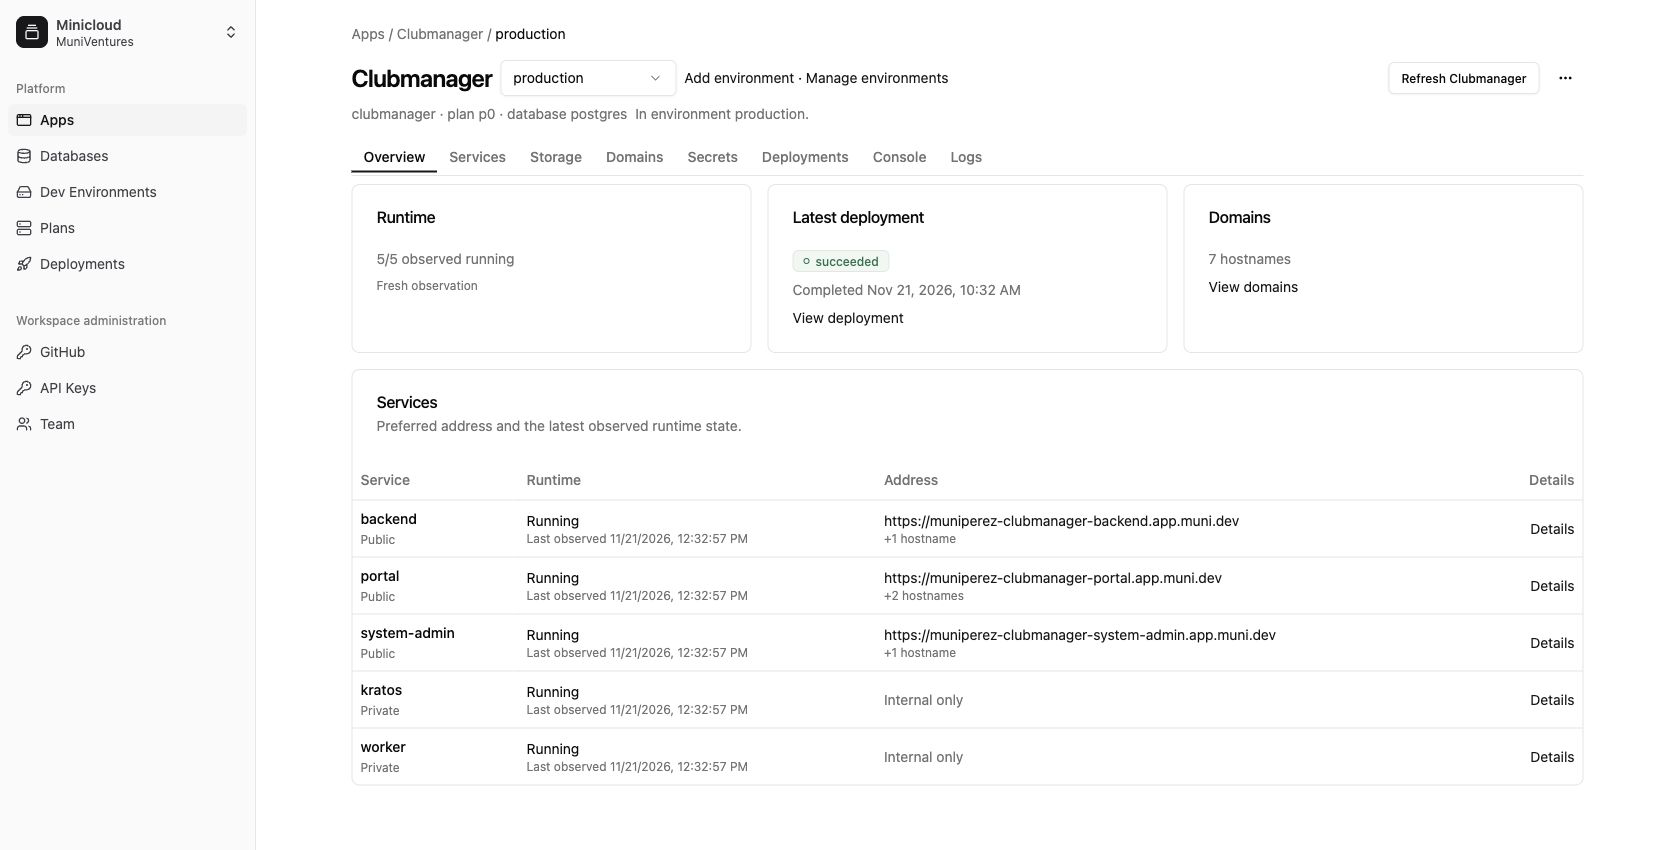 Minicloud
MuniVentures
Platform
Apps
Databases
Dev Environments
Plans
Deployments
Workspace administration
GitHub
API Keys
Team
Apps / Clubmanager / production
Clubmanager production Add environment · Manage environments Refresh Clubmanager ···
clubmanager · plan p0 · database postgres In environment production.
Overview Services Storage Domains Secrets Deployments Console Logs
Runtime
5/5 observed running
Fresh observation
Latest deployment
succeeded
Completed Nov 21, 2026, 10:32 AM
View deployment
Domains
7 hostnames
View domains
Services
Preferred address and the latest observed runtime state.
Service Runtime Address Details
backend Running https://muniperez-clubmanager-backend.app.muni.dev Details
Public Last observed 11/21/2026, 12:32:57 PM +1 hostname
portal Running https://muniperez-clubmanager-portal.app.muni.dev Details
Public Last observed 11/21/2026, 12:32:57 PM +2 hostnames
system-admin Running https://muniperez-clubmanager-system-admin.app.muni.dev Details
Public Last observed 11/21/2026, 12:32:57 PM +1 hostname
kratos Running Internal only Details
Private Last observed 11/21/2026, 12:32:57 PM
worker Running Internal only Details
Private Last observed 11/21/2026, 12:32:57 PM